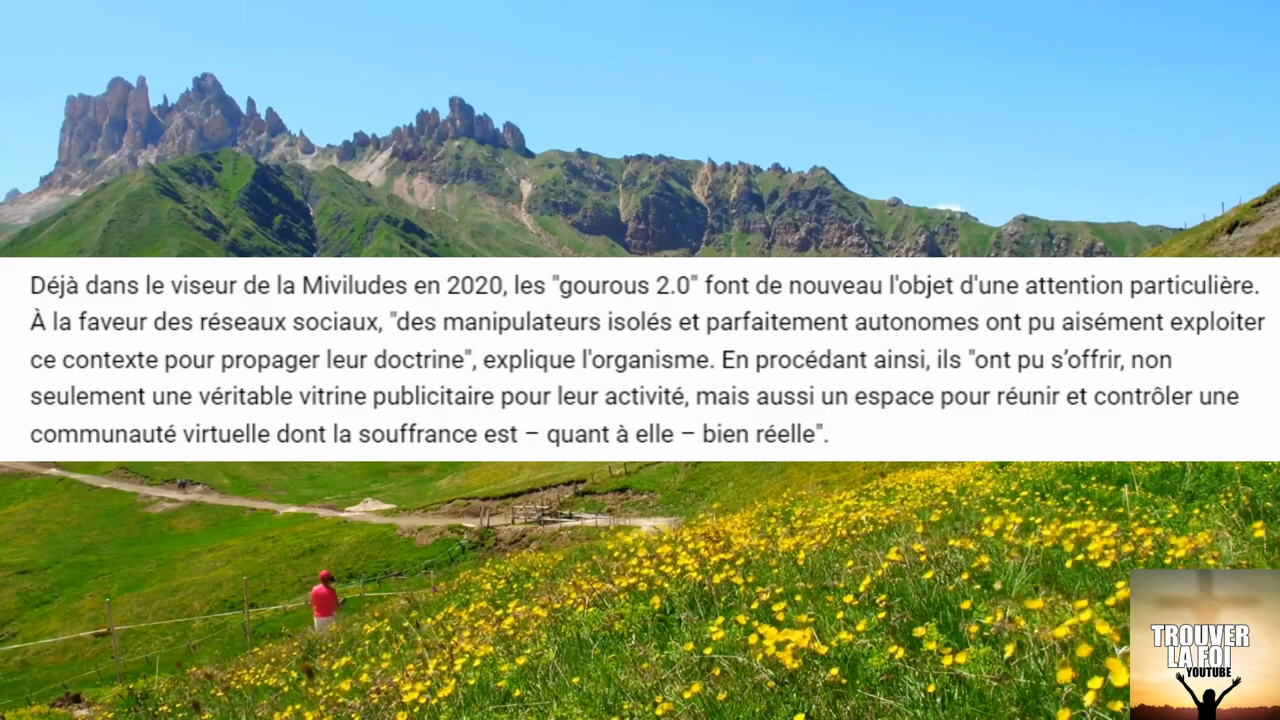 Déjà dans le viseur de la Miviludes en 2020, les "gourous 2.0" font de nouveau l'objet d'une attention particulière.
À la faveur des réseaux sociaux, "des manipulateurs isolés et parfaitement autonomes ont pu aisément exploiter
ce contexte pour propager leur doctrine", explique l'organisme. En procédant ainsi, ils "ont pu s’offrir, non
seulement une véritable vitrine publicitaire pour leur activité, mais aussi un espace pour réunir et contrôler une
communauté virtuelle dont la souffrance est – quant à elle – bien réelle".
TROUVER
LA FOI
YOUTUBE